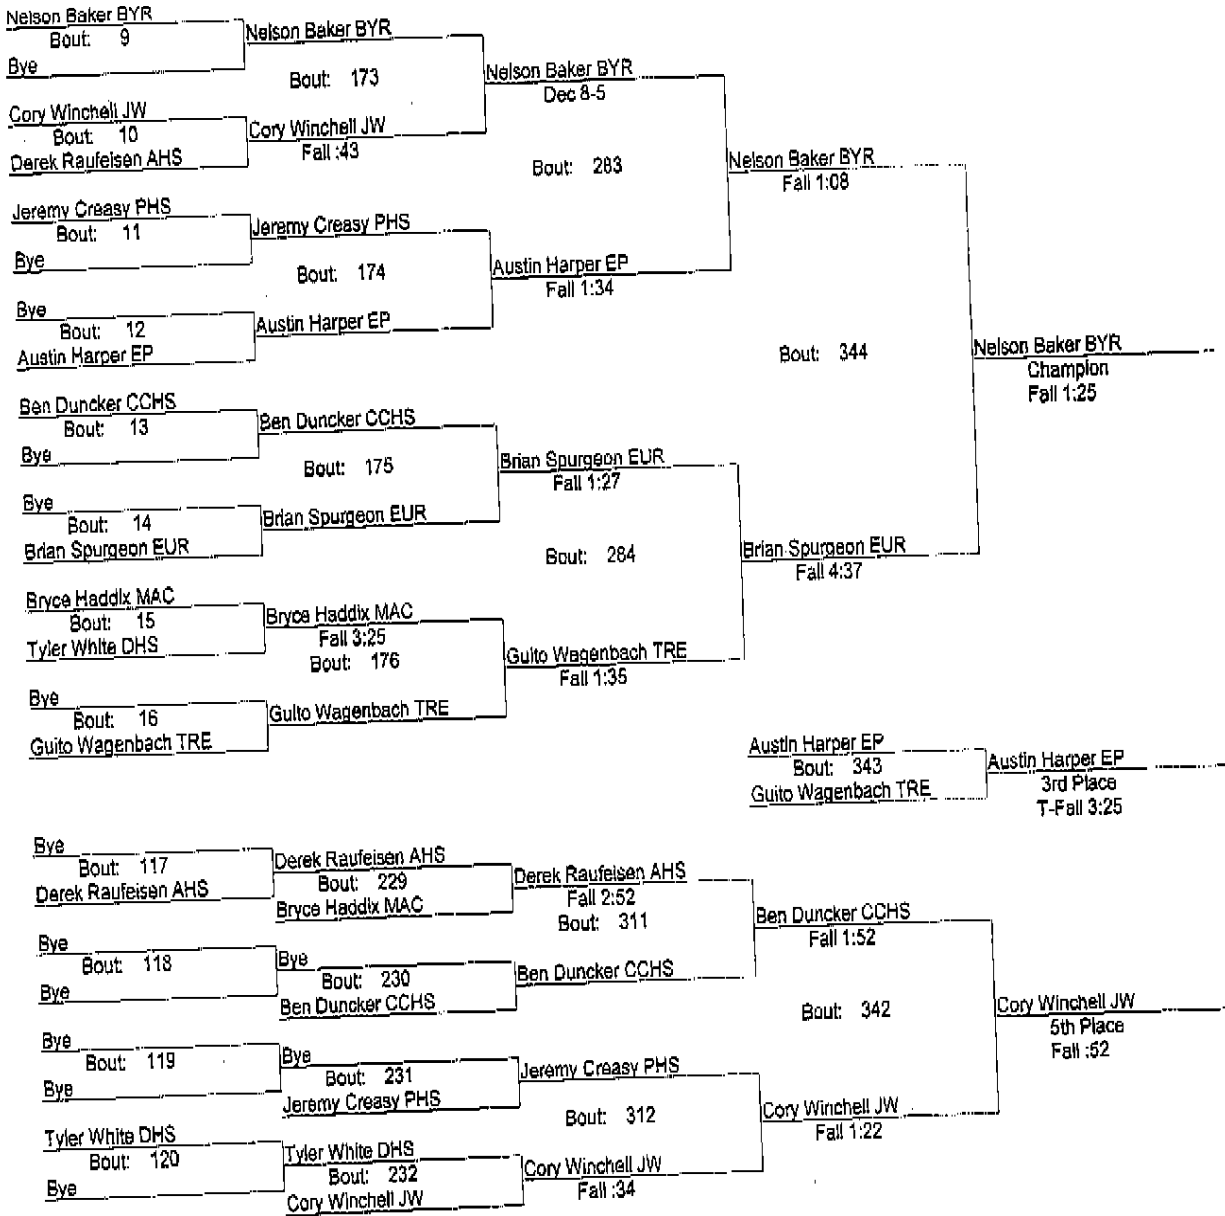 Nelson Baker BYR
Bout: 9
Bye
Nelson Baker BYR
Bout: 173
Cory Winchell JW
Bout: 10
Derek Raufeisen AHS
Cory Winchell JW
Fall :43
Nelson Baker BYR
Dec 8-5
Bout: 283
Jeremy Creasy PHS
Bout: 11
Bye
Jeremy Creasy PHS
Bout: 174
Bye
Bout: 12
Austin Harper EP
Austin Harper EP
Austin Harper EP
Fall 1:34
Nelson Baker BYR
Fall 1:08
Bout: 344
Ben Duncker CCHS
Bout: 13
Bye
Ben Duncker CCHS
Bout: 175
Bye
Bout: 14
Brian Spurgeon EUR
Brian Spurgeon EUR
Brian Spurgeon EUR
Fall 1:27
Bout: 284
Bryce Haddix MAC
Bout: 15
Tyler White DHS
Bryce Haddix MAC
Fall 3:25
Bout: 176
Bye
Bout: 16
Guito Wagenbach TRE
Guito Wagenbach TRE
Guito Wagenbach TRE
Fall 1:35
Brian Spurgeon EUR
Fall 4:37
Nelson Baker BYR
Champion
Fall 1:25
Austin Harper EP
Bout: 343
Guito Wagenbach TRE
Austin Harper EP
3rd Place
T-Fall 3:25
Bye
Bout: 117
Derek Raufeisen AHS
Derek Raufeisen AHS
Bout: 229
Bryce Haddix MAC
Derek Raufeisen AHS
Fall 2:52
Bout: 311
Bye
Bout: 118
Bye
Bye
Bout: 230
Ben Duncker CCHS
Ben Duncker CCHS
Ben Duncker CCHS
Fall 1:52
Bout: 342
Bye
Bout: 119
Bye
Bye
Bout: 231
Jeremy Creasy PHS
Jeremy Creasy PHS
Bout: 312
Tyler White DHS
Bout: 120
Bye
Tyler White DHS
Bout: 232
Cory Winchell JW
Cory Winchell JW
Fall :34
Cory Winchell JW
Fall 1:22
Cory Winchell JW
5th Place
Fall :52